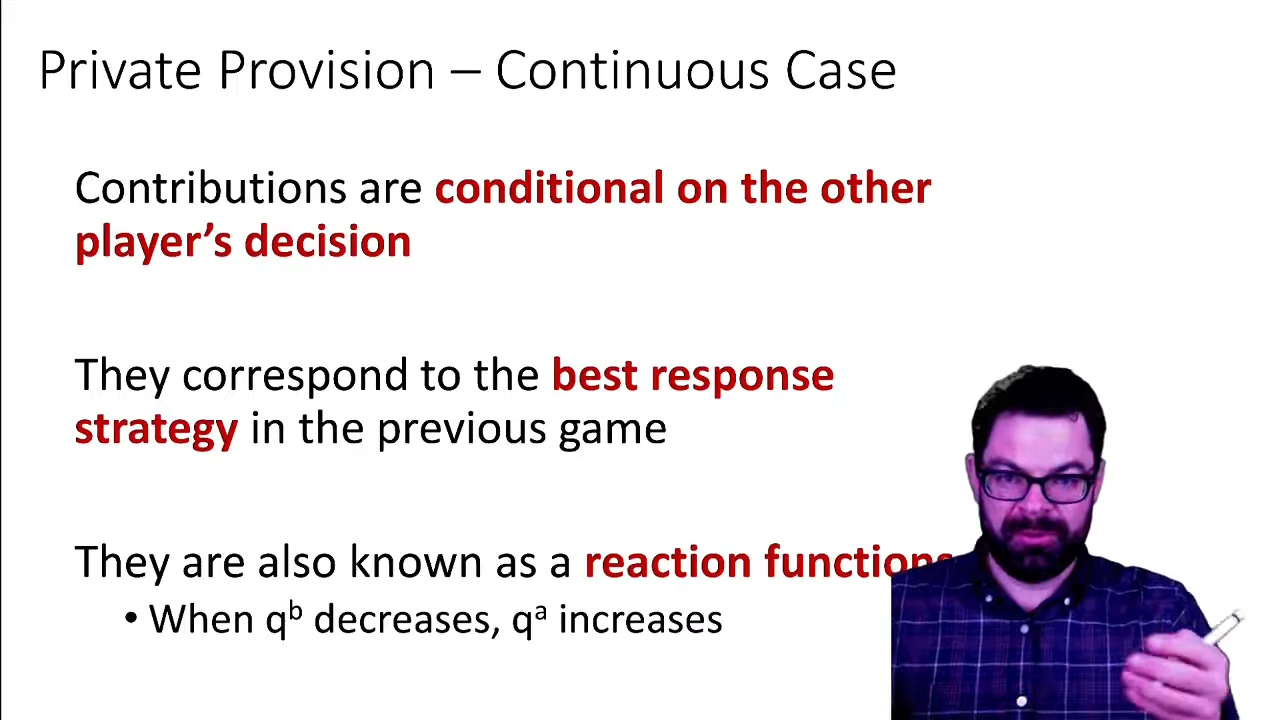 Private Provision – Continuous Case
Contributions are conditional on the other
player’s decision
They correspond to the best response
strategy in the previous game
They are also known as a reaction functions
• When qᵇ decreases, qᵃ increases